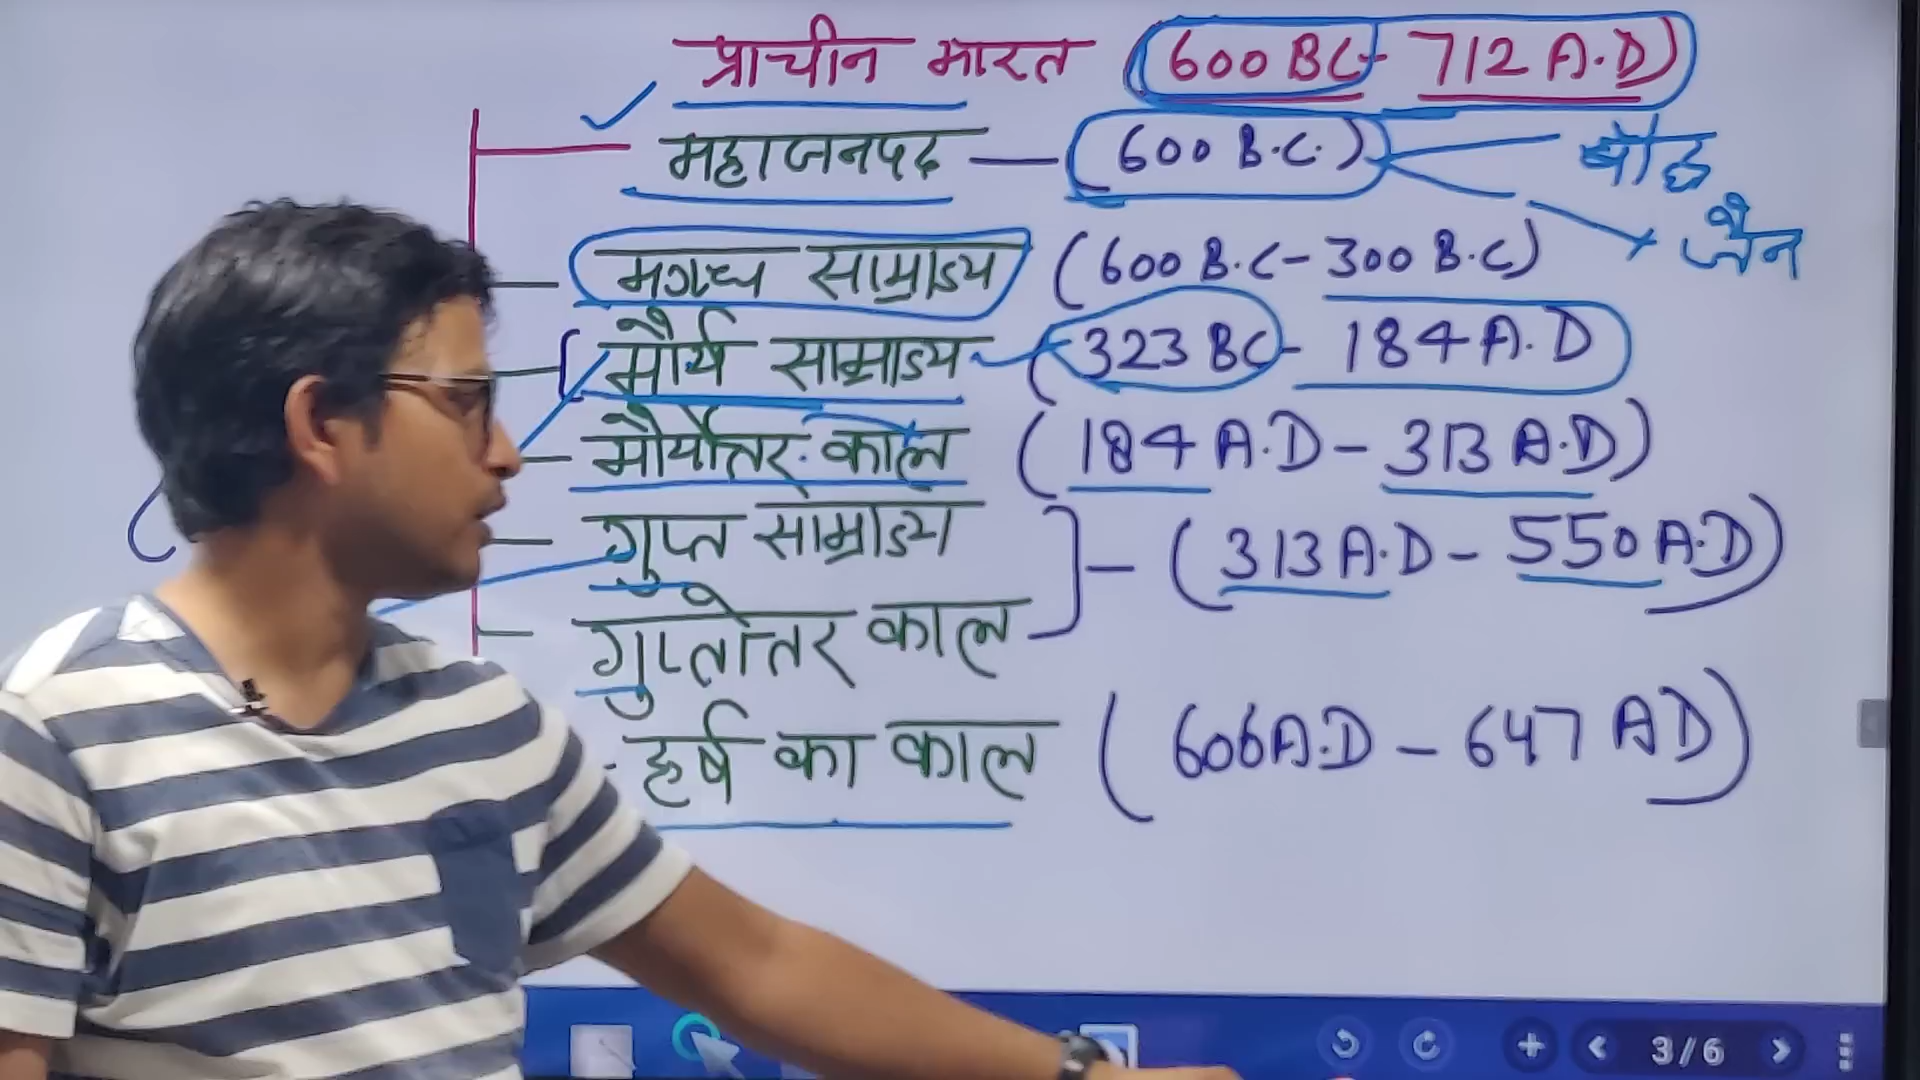 प्राचीन भारत (600 BC - 712 A.D)
महाजनपद — (600 B.C.) बौद्ध
जैन
मगध साम्राज्य (600 B.C - 300 B.C)
मौर्य साम्राज्य (323 BC - 184 A.D
मौर्योत्तर काल (184 A.D - 313 A.D)
गुप्त साम्राज्य
गुप्तोत्तर काल ] - (313 A.D - 550 A.D)
हर्ष का काल (606 A.D - 647 AD)
3/6